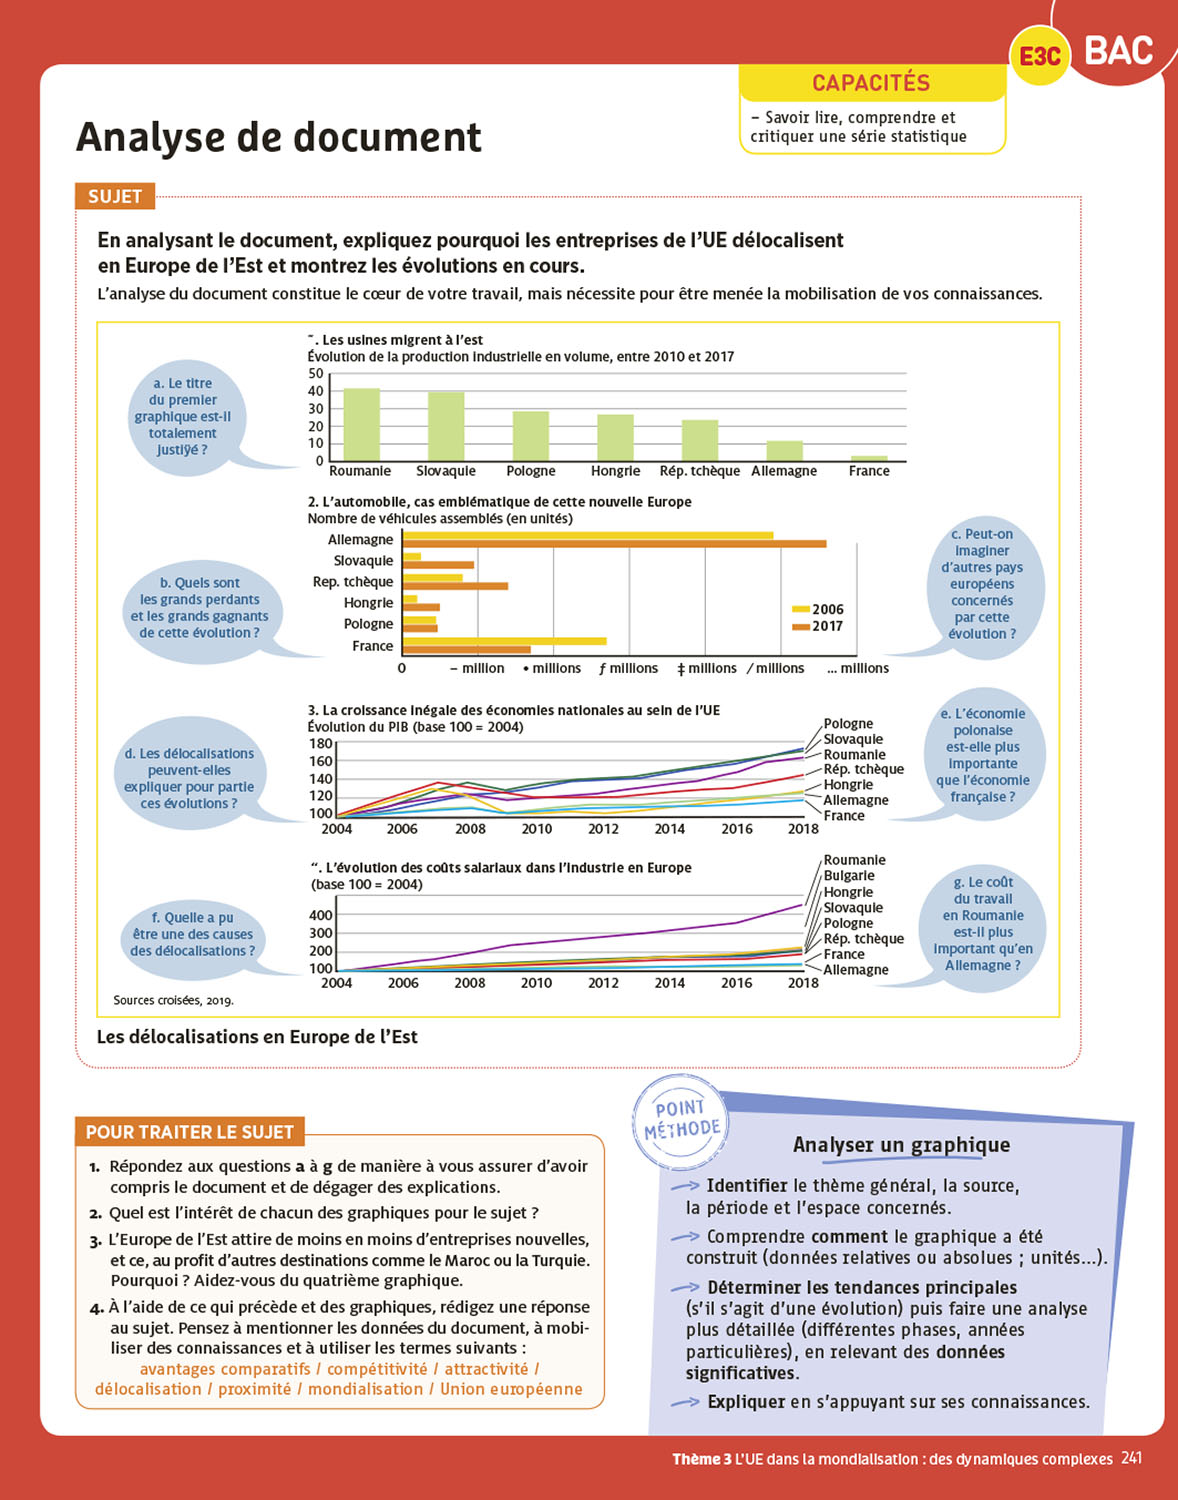 E3C
BAC
CAPACITÉS
– Savoir lire, comprendre et
critiquer une série statistique
Analyse de document
SUJET
En analysant le document, expliquez pourquoi les entreprises de l’UE délocalisent
en Europe de l’Est et montrez les évolutions en cours.
L’analyse du document constitue le cœur de votre travail, mais nécessite pour être menée la mobilisation de vos connaissances.
˜. Les usines migrent à l’est
Évolution de la production industrielle en volume, entre 2010 et 2017
50
40
30
20
10
0
Roumanie Slovaquie Pologne Hongrie Rép. tchèque Allemagne France
a. Le titre
du premier
graphique est-il
totalement
justiÿé ?
2. L’automobile, cas emblématique de cette nouvelle Europe
Nombre de véhicules assemblés (en unités)
Allemagne
Slovaquie
Rep. tchèque
Hongrie
Pologne
France
2006
2017
0 – million • millions ƒ millions ‡ millions / millions … millions
b. Quels sont
les grands perdants
et les grands gagnants
de cette évolution ?
c. Peut-on
imaginer
d’autres pays
européens
concernés
par cette
évolution ?
3. La croissance inégale des économies nationales au sein de l’UE
Évolution du PIB (base 100 = 2004)
180
160
140
120
100
2004 2006 2008 2010 2012 2014 2016 2018
Pologne
Slovaquie
Roumanie
Rép. tchèque
Hongrie
Allemagne
France
d. Les délocalisations
peuvent-elles
expliquer pour partie
ces évolutions ?
e. L’économie
polonaise
est-elle plus
importante
que l’économie
française ?
“. L’évolution des coûts salariaux dans l’industrie en Europe
(base 100 = 2004)
400
300
200
100
2004 2006 2008 2010 2012 2014 2016 2018
Roumanie
Bulgarie
Hongrie
Slovaquie
Pologne
Rép. tchèque
France
Allemagne
f. Quelle a pu
être une des causes
des délocalisations ?
g. Le coût
du travail
en Roumanie
est-il plus
important qu’en
Allemagne ?
Sources croisées, 2019.
Les délocalisations en Europe de l’Est
POUR TRAITER LE SUJET
1. Répondez aux questions a à g de manière à vous assurer d’avoir
compris le document et de dégager des explications.
2. Quel est l’intérêt de chacun des graphiques pour le sujet ?
3. L’Europe de l’Est attire de moins en moins d’entreprises nouvelles,
et ce, au profit d’autres destinations comme le Maroc ou la Turquie.
Pourquoi ? Aidez-vous du quatrième graphique.
4. À l’aide de ce qui précède et des graphiques, rédigez une réponse
au sujet. Pensez à mentionner les données du document, à mobi-
liser des connaissances et à utiliser les termes suivants :
avantages comparatifs / compétitivité / attractivité /
délocalisation / proximité / mondialisation / Union européenne
POINT
MÉTHODE
Analyser un graphique
Identifier le thème général, la source,
la période et l’espace concernés.
Comprendre comment le graphique a été
construit (données relatives ou absolues ; unités…).
Déterminer les tendances principales
(s’il s’agit d’une évolution) puis faire une analyse
plus détaillée (différentes phases, années
particulières), en relevant des données
significatives.
Expliquer en s’appuyant sur ses connaissances.
Thème 3 L’UE dans la mondialisation : des dynamiques complexes 241